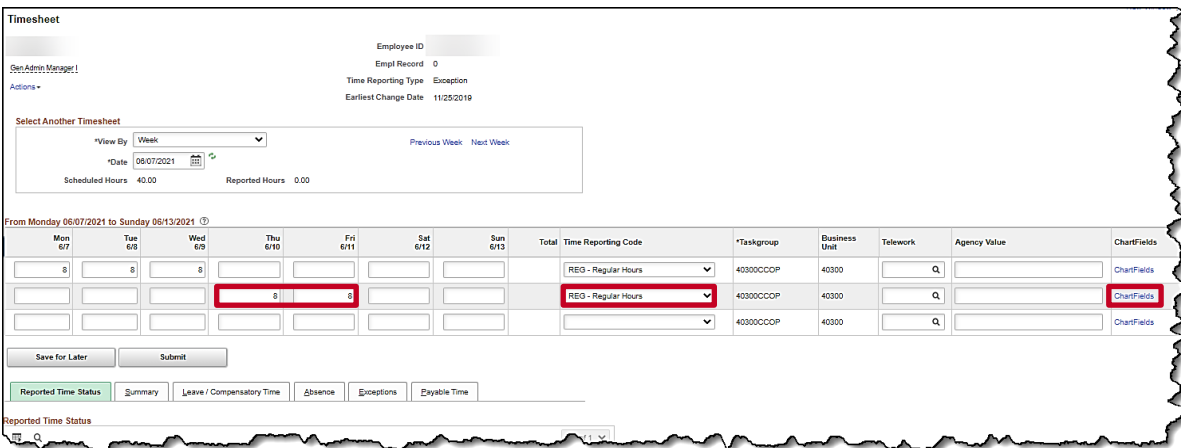 Timesheet
Employee ID
Gen Admin Manager I
Empl Record 0
Actions
Time Reporting Type Exception
Earliest Change Date 11/25/2019
Select Another Timesheet
*View By Week
Previous Week Next Week
*Date 06/07/2021
Scheduled Hours 40.00 Reported Hours 0.00
From Monday 06/07/2021 to Sunday 06/13/2021
Mon 6/7 Tue 6/8 Wed 6/9 Thu 6/10 Fri 6/11 Sat 6/12 Sun 6/13 Total Time Reporting Code *Taskgroup Business Unit Telework Agency Value ChartFields
8 8 8 REG - Regular Hours 40300CCOP 40300 ChartFields
8 8 REG - Regular Hours 40300CCOP 40300 ChartFields
40300CCOP 40300 ChartFields
Save for Later Submit
Reported Time Status Summary Leave / Compensatory Time Absence Exceptions Payable Time
Reported Time Status